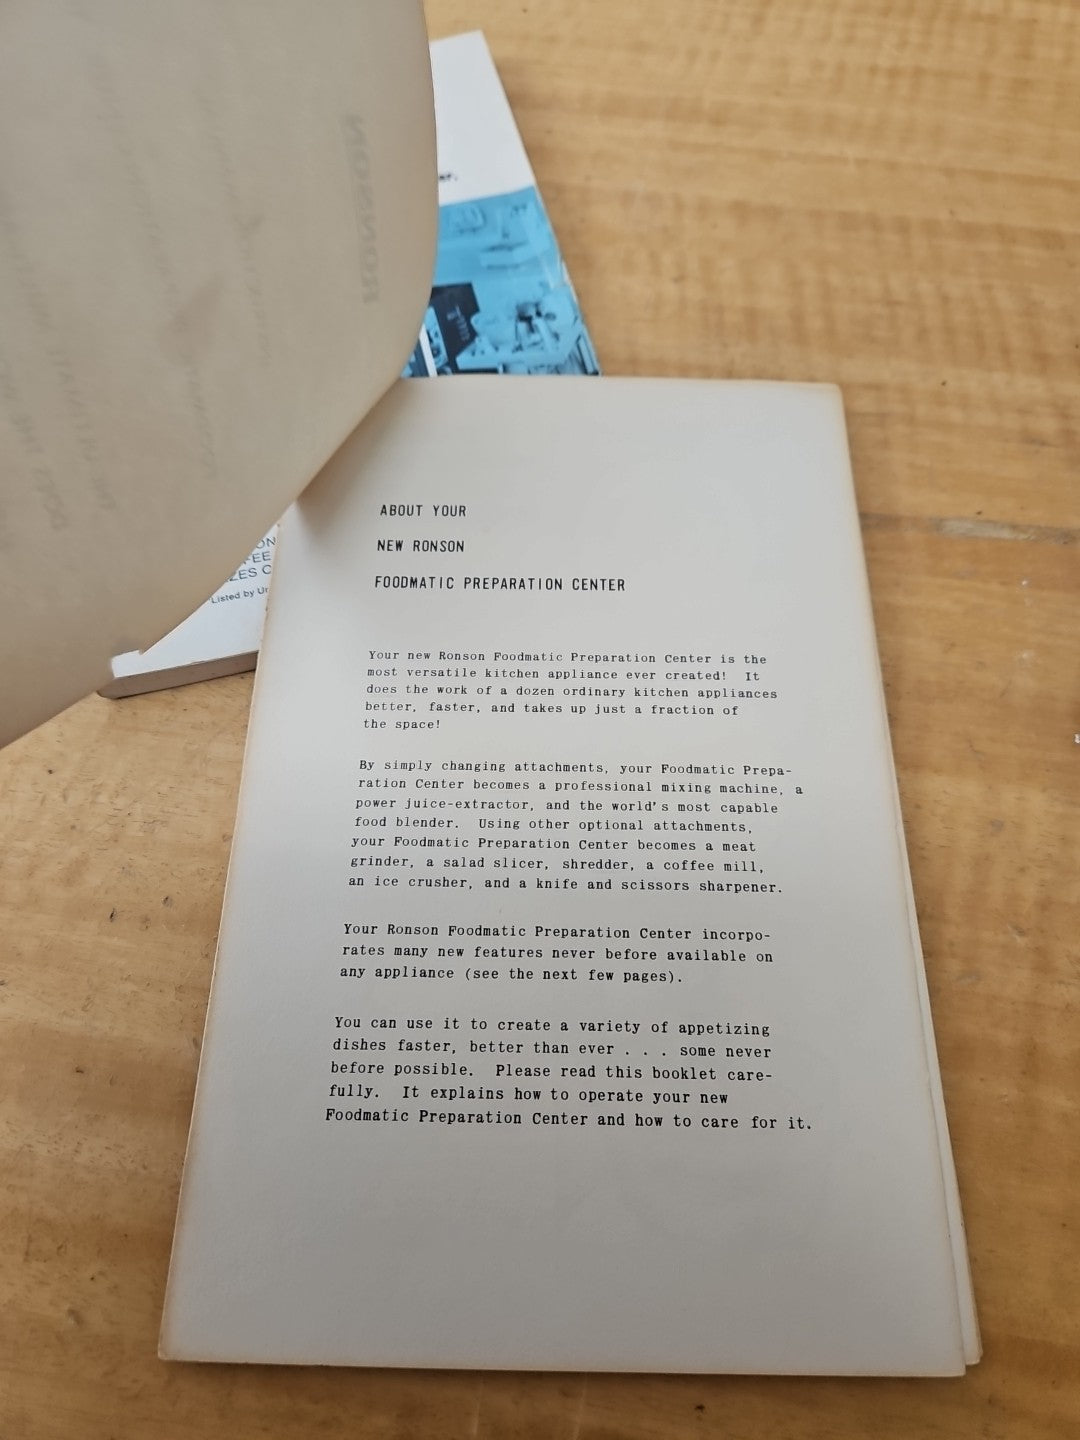 er.
RONSON
ON
FEE
ZES C
Listed by Un
ABOUT YOUR
NEW RONSON
FOODMATIC PREPARATION CENTER
Your new Ronson Foodmatic Preparation Center is the
most versatile kitchen appliance ever created!  It
does the work of a dozen ordinary kitchen appliances
better, faster, and takes up just a fraction of
the space!
By simply changing attachments, your Foodmatic Prepa-
ration Center becomes a professional mixing machine, a
power juice-extractor, and the world's most capable
food blender.  Using other optional attachments,
your Foodmatic Preparation Center becomes a meat
grinder, a salad slicer, shredder, a coffee mill,
an ice crusher, and a knife and scissors sharpener.
Your Ronson Foodmatic Preparation Center incorpo-
rates many new features never before available on
any appliance (see the next few pages).
You can use it to create a variety of appetizing
dishes faster, better than ever . . . some never
before possible.  Please read this booklet care-
fully.  It explains how to operate your new
Foodmatic Preparation Center and how to care for it.